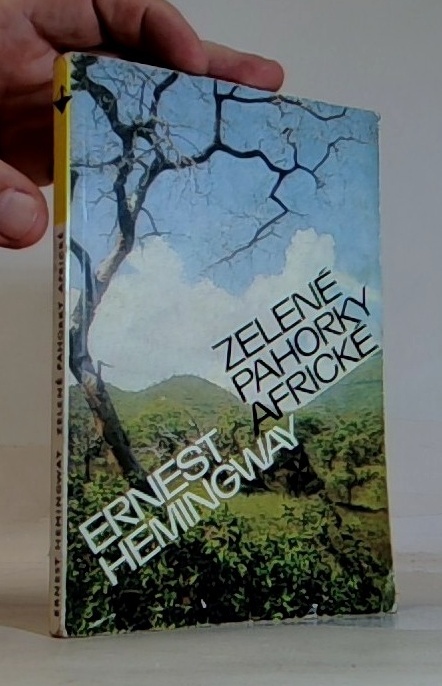 ZELENÉ
PAHORKY
AFRICKÉ
ERNEST
HEMINGWAY
ERNEST HEMINGWAY ZELENÉ PAHORKY AFRICKÉ